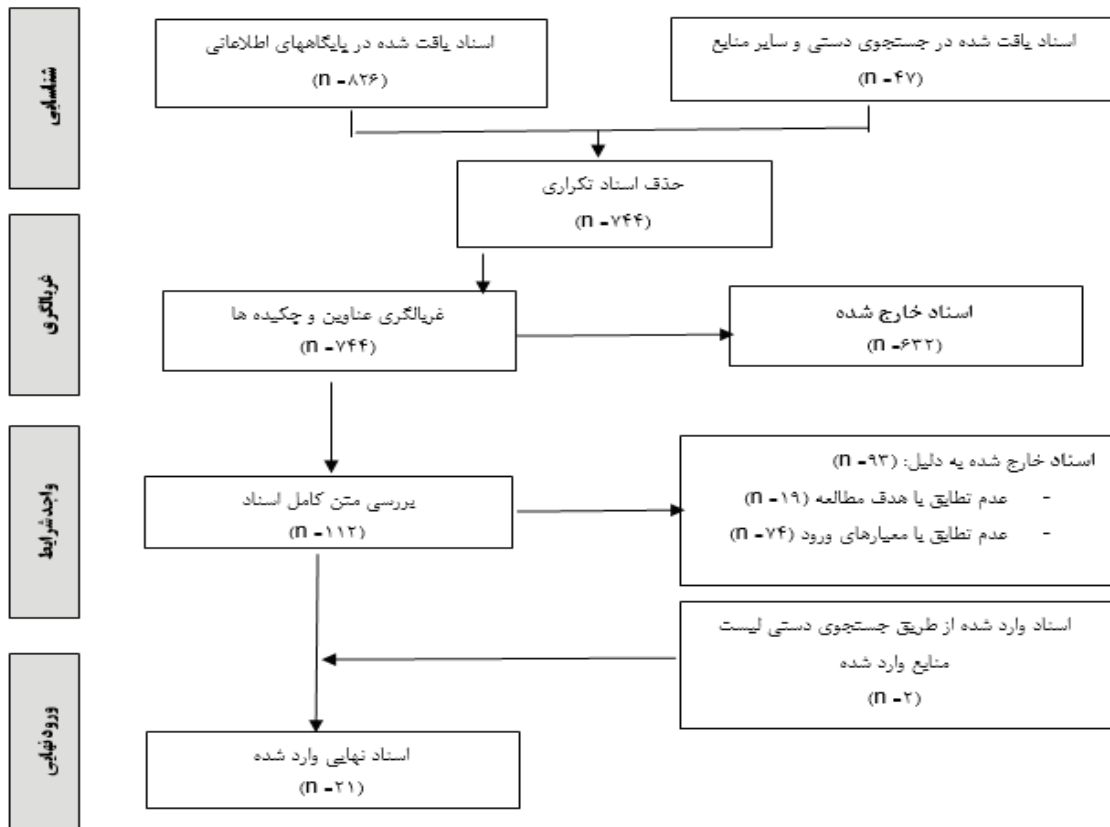 شناسایی
اسناد یافت شده در پایگاههای اطلاعاتی
(n =۸۲۶)
اسناد یافت شده در جستجوی دستی و سایر منابع
(n =۴۷)
حذف اسناد تکراری
(n =۷۴۴)
غربالگری
غربالگری عناوین و چکیده ها
(n =۷۴۴)
اسناد خارج شده
(n =۶۳۲)
واجد شرایط
بررسی متن کامل اسناد
(n =۱۱۲)
اسناد خارج شده به دلیل: (n =۹۳)
- عدم تطابق با هدف مطالعه (n =۱۹)
- عدم تطابق با معیارهای ورود (n =۷۴)
اسناد وارد شده از طریق جستجوی دستی لیست
منابع وارد شده
(n =۲)
ورود نهایی
اسناد نهایی وارد شده
(n =۲۱)